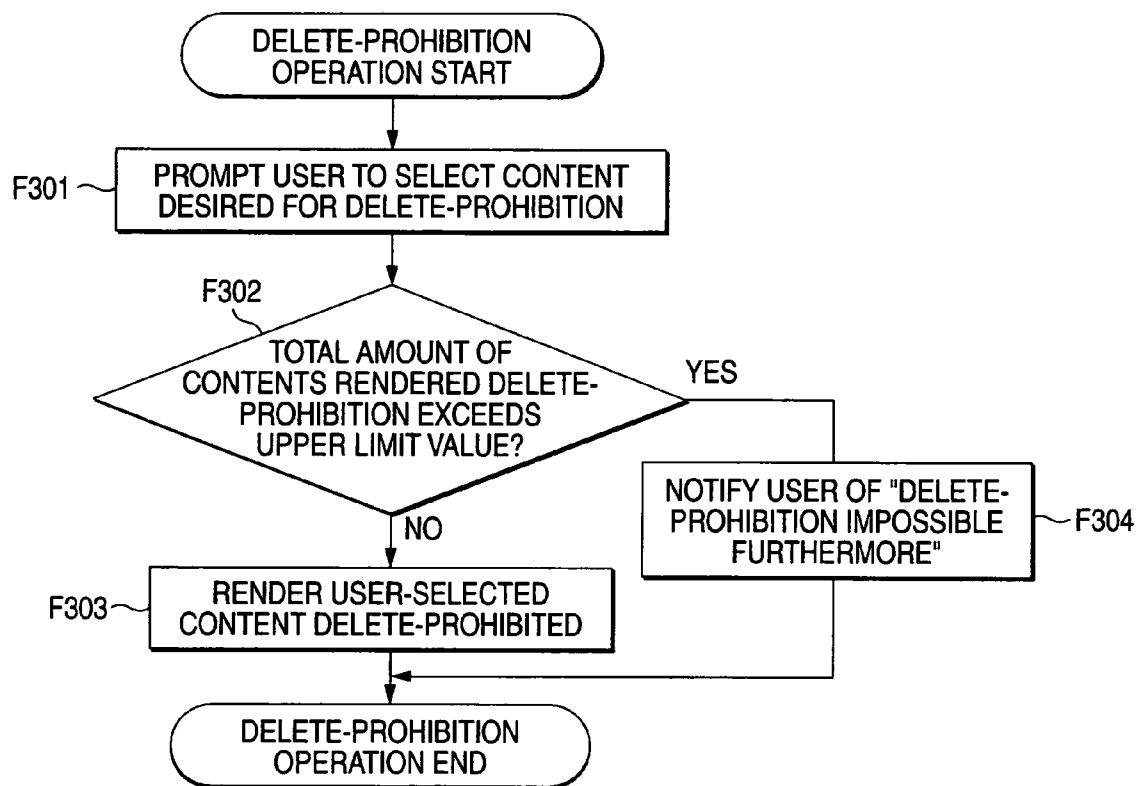 DELETE-PROHIBITION
OPERATION START
F301
PROMPT USER TO SELECT CONTENT
DESIRED FOR DELETE-PROHIBITION
F302
TOTAL AMOUNT OF
CONTENTS RENDERED DELETE-
PROHIBITION EXCEEDS
UPPER LIMIT VALUE?
YES
NO
NOTIFY USER OF "DELETE-
PROHIBITION IMPOSSIBLE
FURTHERMORE"
F304
F303
RENDER USER-SELECTED
CONTENT DELETE-PROHIBITED
DELETE-PROHIBITION
OPERATION END